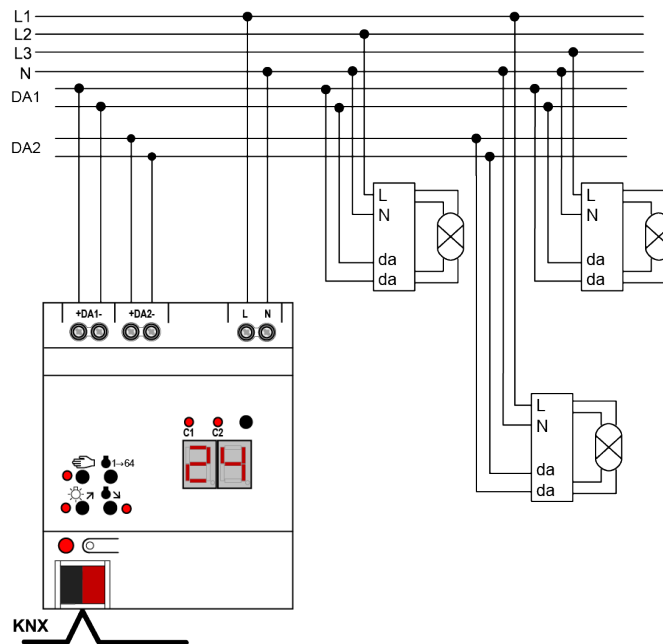 L1
L2
L3
N
DA1
DA2
L
N
da
da
L
N
da
da
+DA1-
+DA2-
L
N
L
N
da
da
C1
C2
24
1→64
KNX